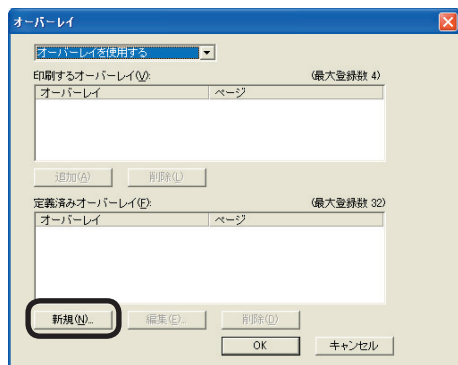 オーバーレイ
オーバーレイを使用する
印刷するオーバーレイ(V): (最大登録数 4)
オーバーレイ ページ
追加(A) 削除(L)
定義済みオーバーレイ(F): (最大登録数 32)
オーバーレイ ページ
新規(N)... 編集(E)... 削除(D)
OK キャンセル